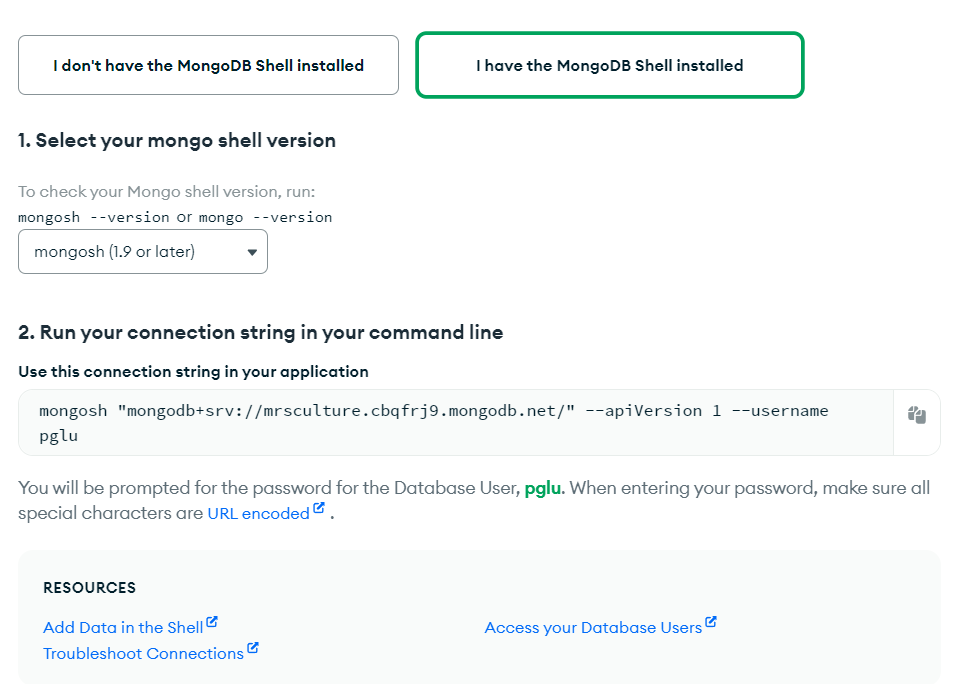 I don't have the MongoDB Shell installed
I have the MongoDB Shell installed
1. Select your mongo shell version
To check your Mongo shell version, run:
mongosh --version or mongo --version
mongosh (1.9 or later)
2. Run your connection string in your command line
Use this connection string in your application
mongosh "mongodb+srv://mrsculture.cbqfrj9.mongodb.net/" --apiVersion 1 --username
pglu
You will be prompted for the password for the Database User, pglu. When entering your password, make sure all
special characters are URL encoded .
RESOURCES
Add Data in the Shell
Access your Database Users
Troubleshoot Connections